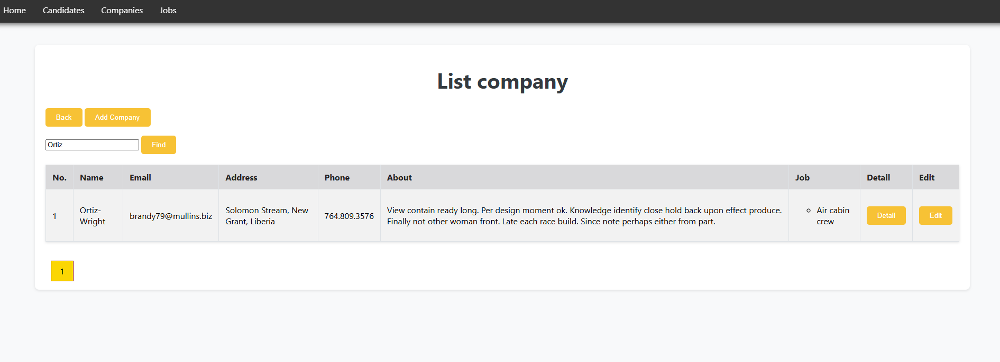 Home Candidates Companies Jobs
List company
Back Add Company
Ortiz Find
No. Name Email Address Phone About Job Detail Edit
1 Ortiz-Wright brandy79@mullins.biz Solomon Stream, New Grant, Liberia 764.809.3576 View contain ready long. Per design moment ok. Knowledge identify close hold back upon effect produce. Finally not other woman front. Late each race build. Since note perhaps either from part. Air cabin crew Detail Edit
1